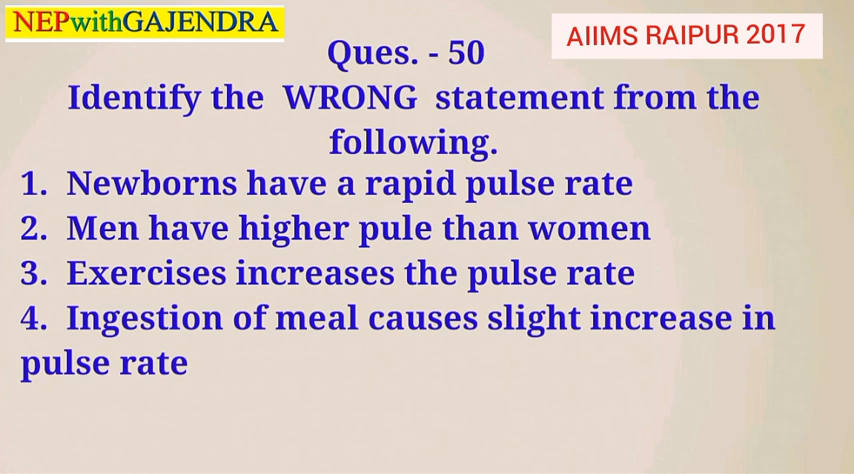 NEPwithGAJENDRA
AIIMS RAIPUR 2017
Ques. - 50
Identify the WRONG statement from the
following.
1. Newborns have a rapid pulse rate
2. Men have higher pule than women
3. Exercises increases the pulse rate
4. Ingestion of meal causes slight increase in
pulse rate